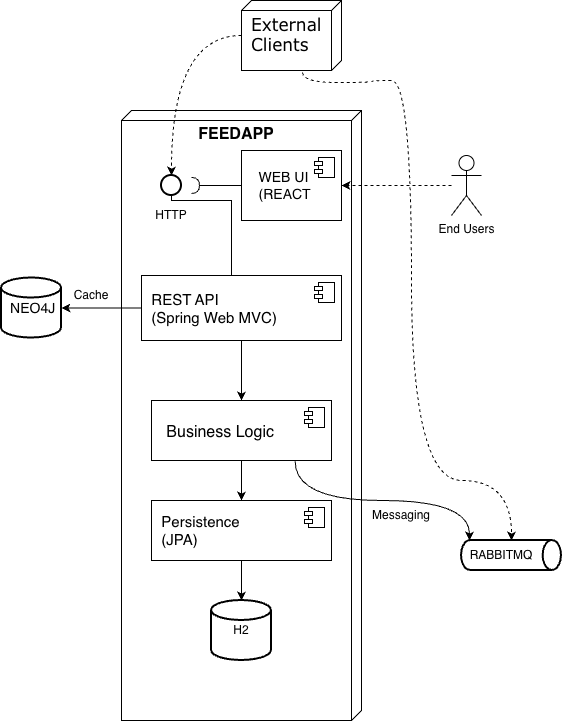 External
Clients
FEEDAPP
WEB UI
(REACT
HTTP
End Users
Cache
NEO4J
REST API
(Spring Web MVC)
Business Logic
Messaging
Persistence
(JPA)
RABBITMQ
H2